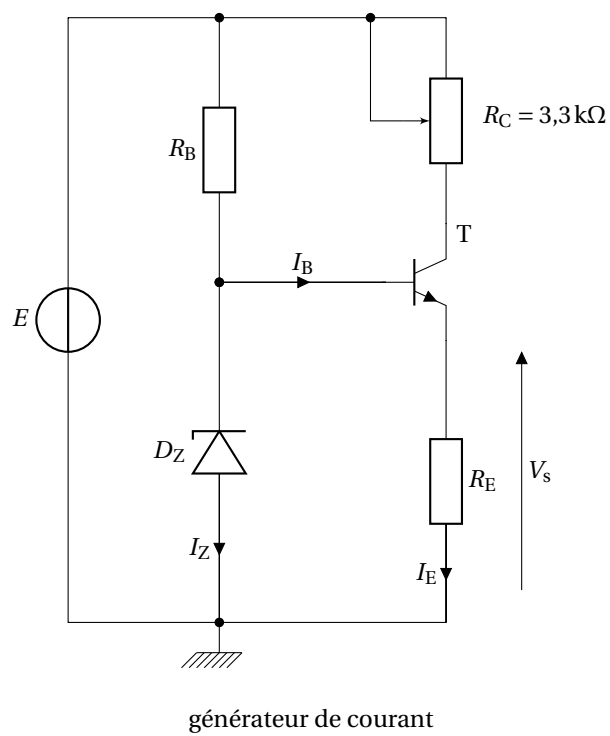 R_C = 3,3 kΩ
R_B
T
I_B
E
D_Z
V_s
R_E
I_Z
I_E
générateur de courant